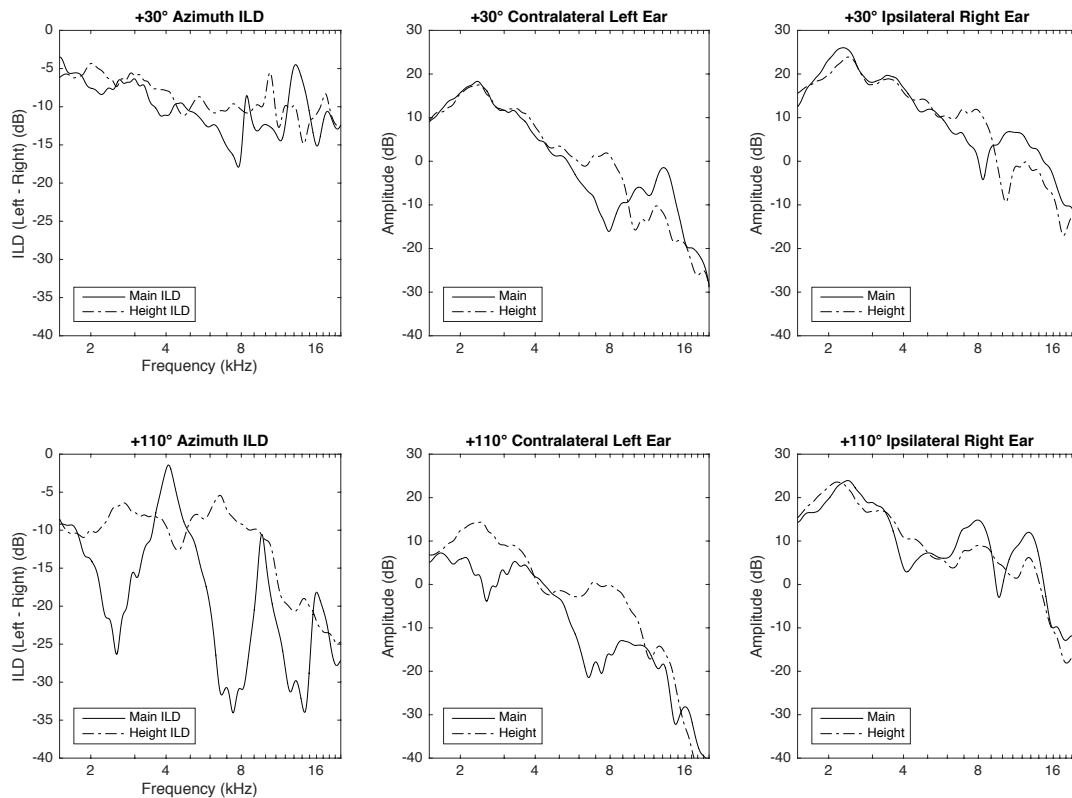 +30° Azimuth ILD
0
-5
-10
-15
-20
-25
-30
-35
-40
ILD (Left - Right) (dB)
Main ILD
Height ILD
2 4 8 16
Frequency (kHz)
+30° Contralateral Left Ear
30
20
10
0
-10
-20
-30
-40
Amplitude (dB)
Main
Height
2 4 8 16
+30° Ipsilateral Right Ear
30
20
10
0
-10
-20
-30
-40
Amplitude (dB)
Main
Height
2 4 8 16
+110° Azimuth ILD
0
-5
-10
-15
-20
-25
-30
-35
-40
ILD (Left - Right) (dB)
Main ILD
Height ILD
2 4 8 16
Frequency (kHz)
+110° Contralateral Left Ear
30
20
10
0
-10
-20
30
-40
Amplitude (dB)
Main
Height
2 4 8 16
+110° Ipsilateral Right Ear
30
20
10
0
-10
-20
-30
-40
Amplitude (dB)
Main
Height
2 4 8 16